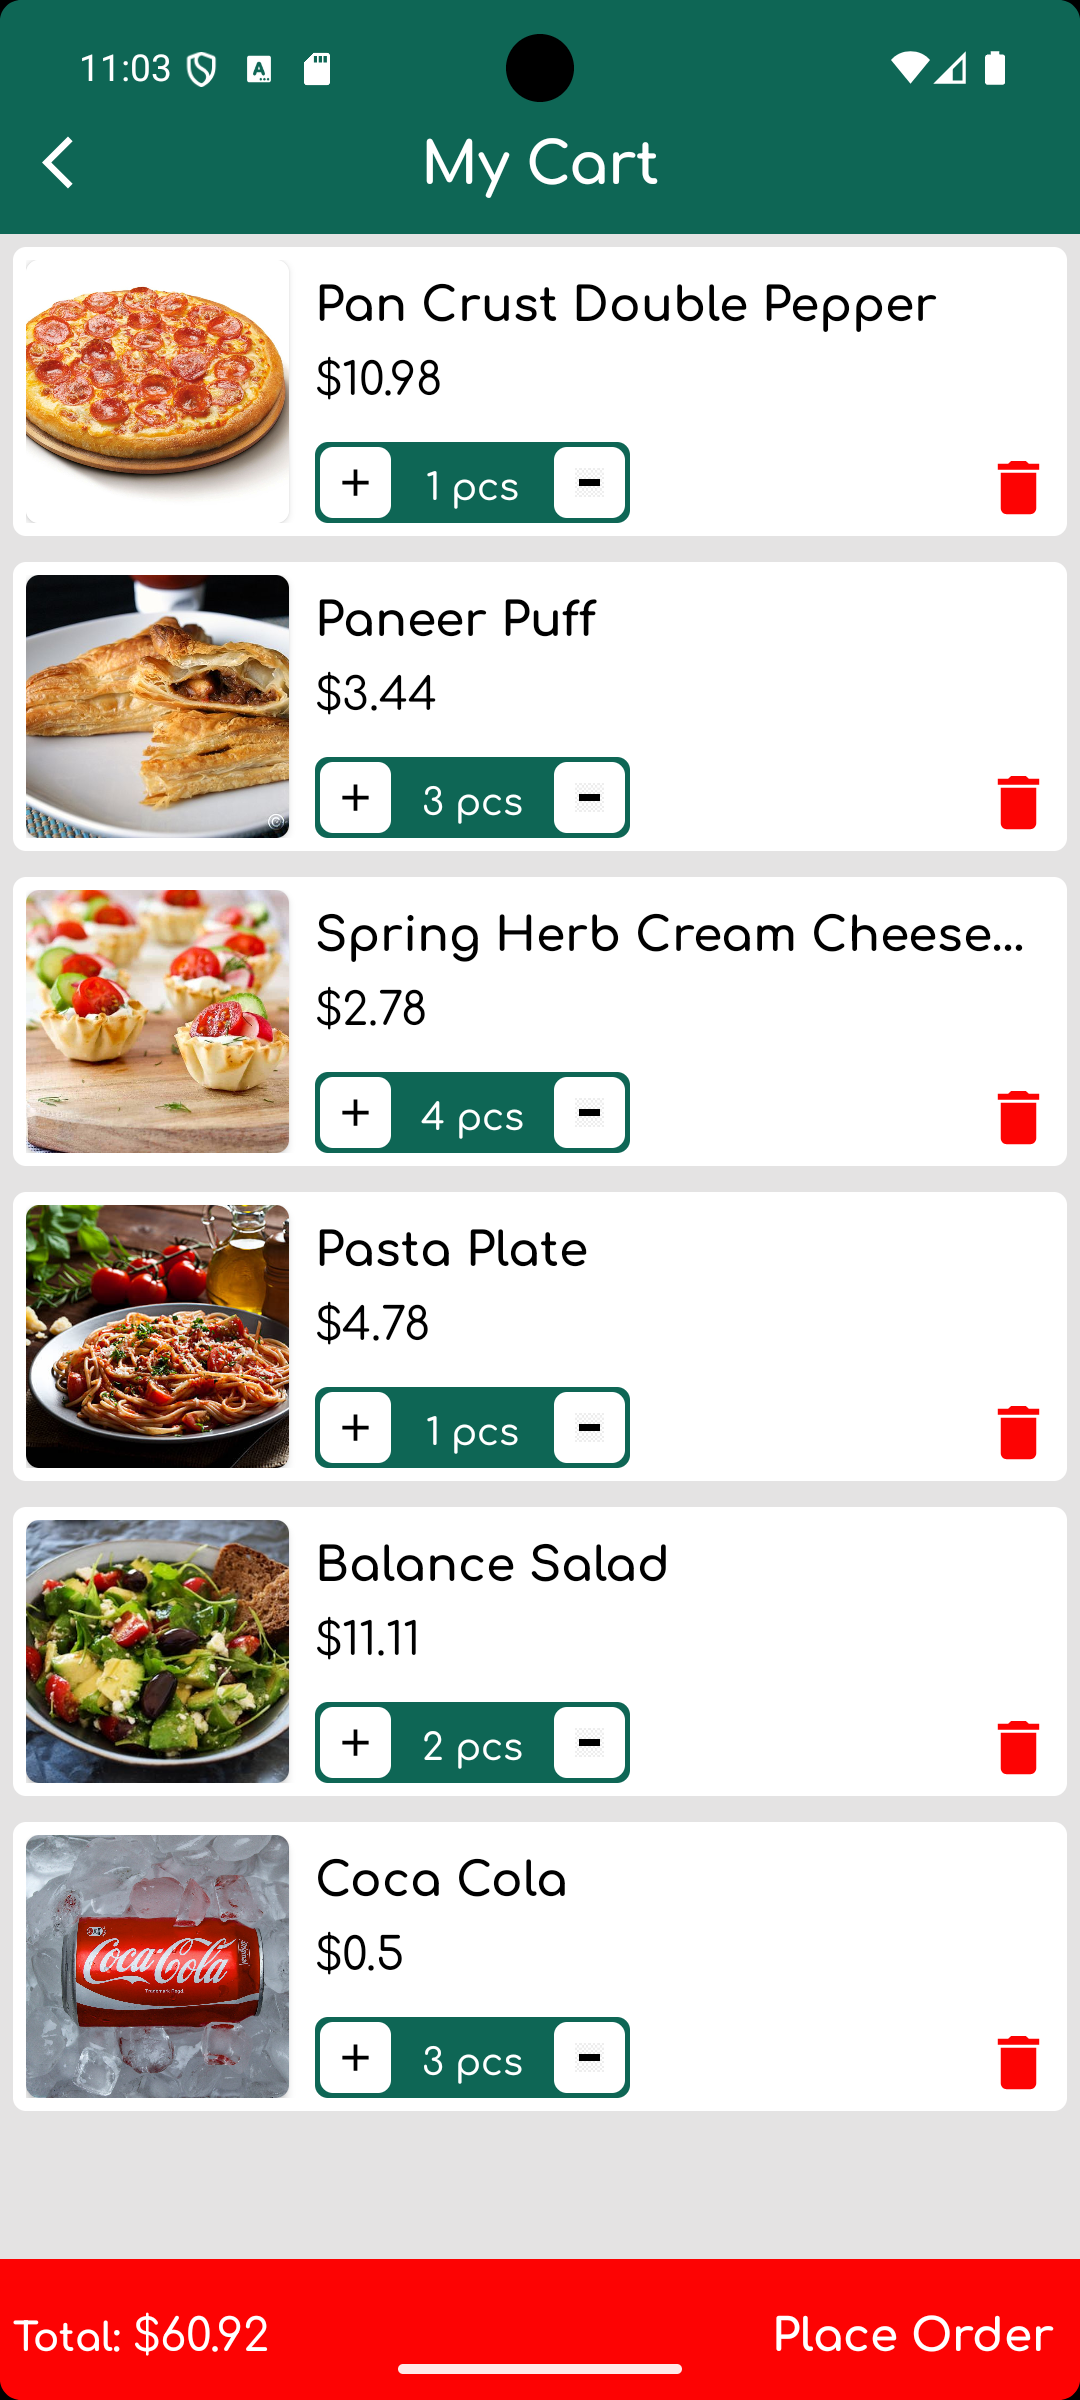 11:03
My Cart
Pan Crust Double Pepper
$10.98
+ 1 pcs -
Paneer Puff
$3.44
+ 3 pcs -
©
Spring Herb Cream Cheese...
$2.78
+ 4 pcs -
Pasta Plate
$4.78
+ 1 pcs -
Balance Salad
$11.11
+ 2 pcs -
Coca Cola
$0.5
Coca-Cola
+ 3 pcs -
Total: $60.92
Place Order